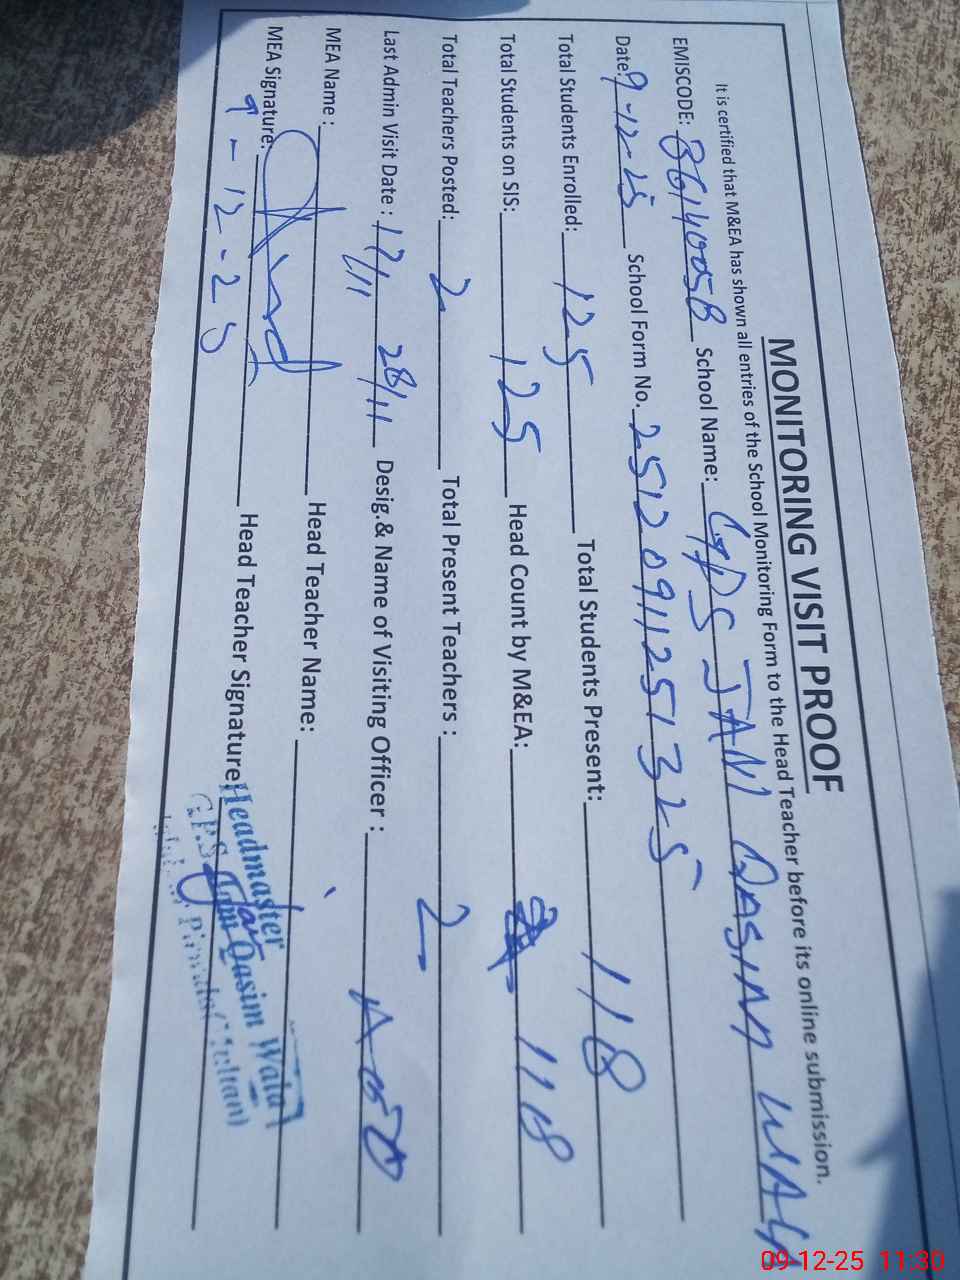 MONITORING VISIT PROOF
It is certified that M&EA has shown all entries of the School Monitoring Form to the Head Teacher before its online submission.
EMISCODE: 36140058 School Name: GPS JANI QASIM WALA
Date: 9-12-25 School Form No. 2512091125132 5
Total Students Enrolled: 125 Total Students Present: 118
Total Students on SIS: 125 Head Count by M&EA: 118
Total Teachers Posted: 2 Total Present Teachers : 2
Last Admin Visit Date : 17/11 28/11 Desig.& Name of Visiting Officer :
MEA Name : Head Teacher Name:
MEA Signature: Head Teacher Signature:
9-12-25
Headmaster
G.P.S Jani Qasim Wala
09-12-25 11:30